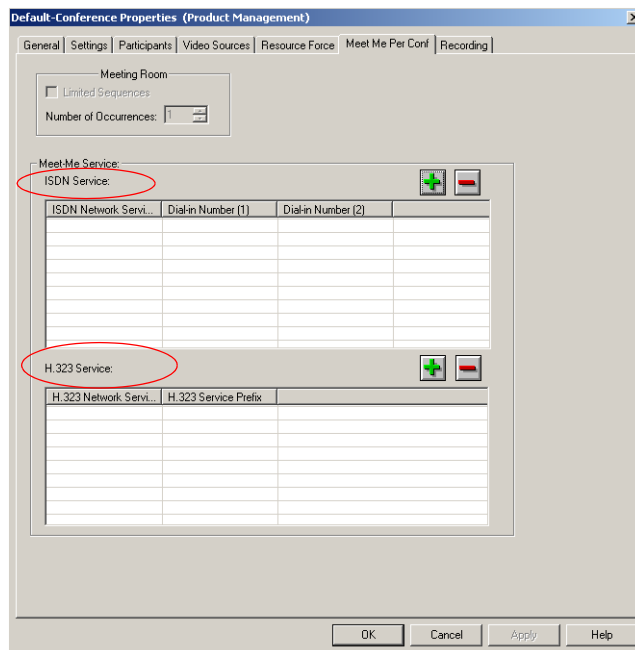 Default-Conference Properties (Product Management)
General Settings Participants Video Sources Resource Force Meet Me Per Conf Recording
Meeting Room
Limited Sequences
Number of Occurrences: 1
Meet-Me Service:
ISDN Service:
ISDN Network Servi... Dial-in Number (1) Dial-in Number (2)
H.323 Service:
H.323 Network Servi... H.323 Service Prefix
OK Cancel Apply Help